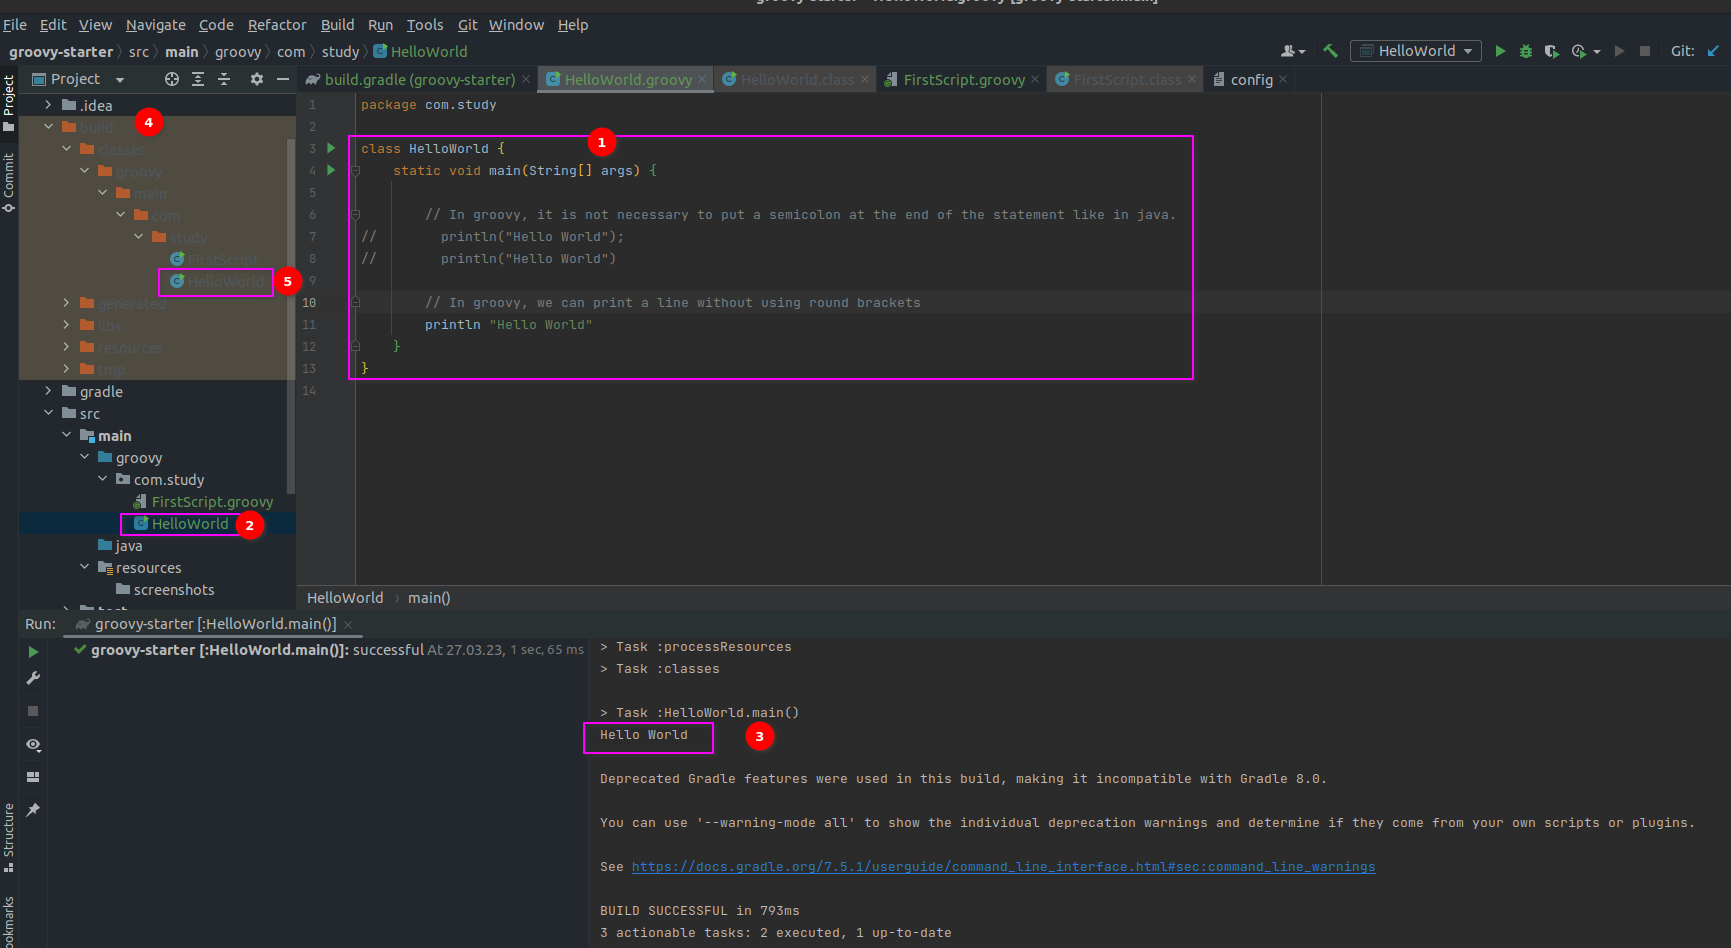 File Edit View Navigate Code Refactor Build Run Tools Git Window Help
groovy-starter src main groovy com study HelloWorld
HelloWorld
Git:
Project
build.gradle (groovy-starter)
HelloWorld.groovy
HelloWorld.class
FirstScript.groovy
FirstScript.class
config
Project
Commit
Structure
.idea
build
4
classes
groovy
main
com
study
FirstScript
HelloWorld
5
generated
libs
resources
tmp
gradle
src
main
groovy
com.study
FirstScript.groovy
HelloWorld
2
java
resources
screenshots
1 package com.study
2
3 class HelloWorld {
1
4 static void main(String[] args) {
5
6 // In groovy, it is not necessary to put a semicolon at the end of the statement like in java.
7 // println("Hello World");
8 // println("Hello World")
9
10 // In groovy, we can print a line without using round brackets
11 println "Hello World"
12 }
13 }
14
HelloWorld main()
Run: groovy-starter [:HelloWorld.main()]
groovy-starter [:HelloWorld.main()]: successful At 27.03.23, 1 sec, 65 ms
> Task :processResources
> Task :classes
> Task :HelloWorld.main()
Hello World
3
Deprecated Gradle features were used in this build, making it incompatible with Gradle 8.0.
You can use '--warning-mode all' to show the individual deprecation warnings and determine if they come from your own scripts or plugins.
See https://docs.gradle.org/7.5.1/userguide/command_line_interface.html#sec:command_line_warnings
BUILD SUCCESSFUL in 793ms
3 actionable tasks: 2 executed, 1 up-to-date